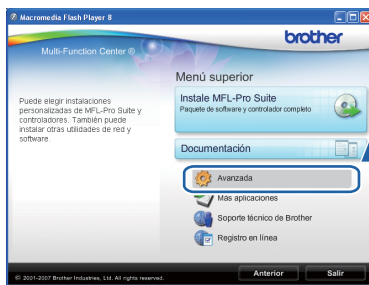 Macromedia Flash Player 8
brother
Multi-Function Center ®
Menú superior
Puede elegir instalaciones
personalizadas de MFL-Pro Suite y
controladores. También puede
instalar otras utilidades de red y
software.
Instale MFL-Pro Suite
Paquete de software y controlador completo
Documentación
Avanzada
Más aplicaciones
Soporte técnico de Brother
Registro en línea
© 2001-2007 Brother Industries, Ltd. All rights reserved.
Anterior
Salir